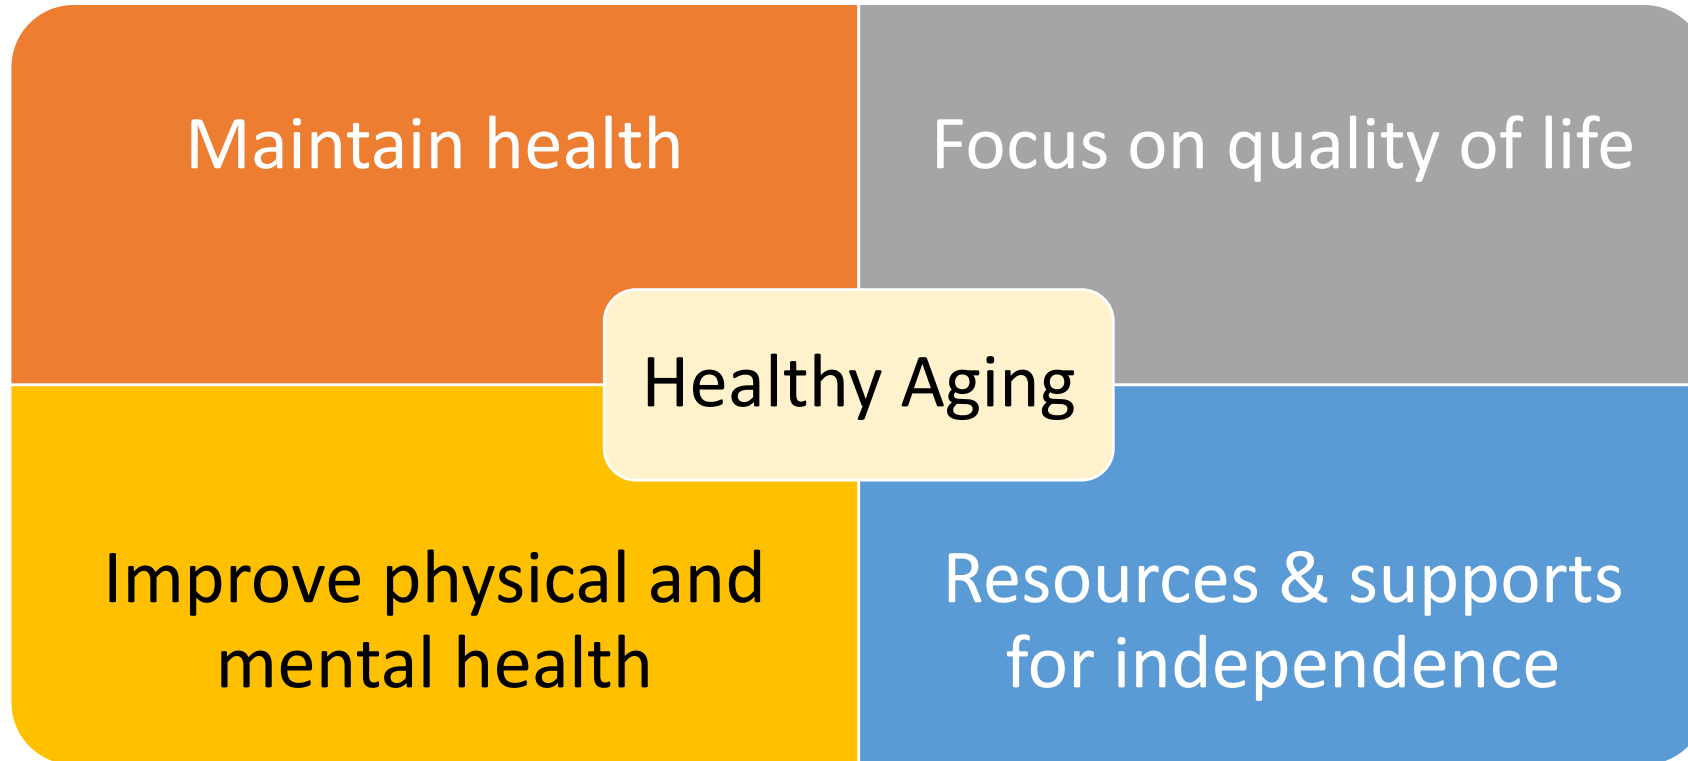 Maintain health
Focus on quality of life
Healthy Aging
Improve physical and
mental health
Resources & supports
for independence